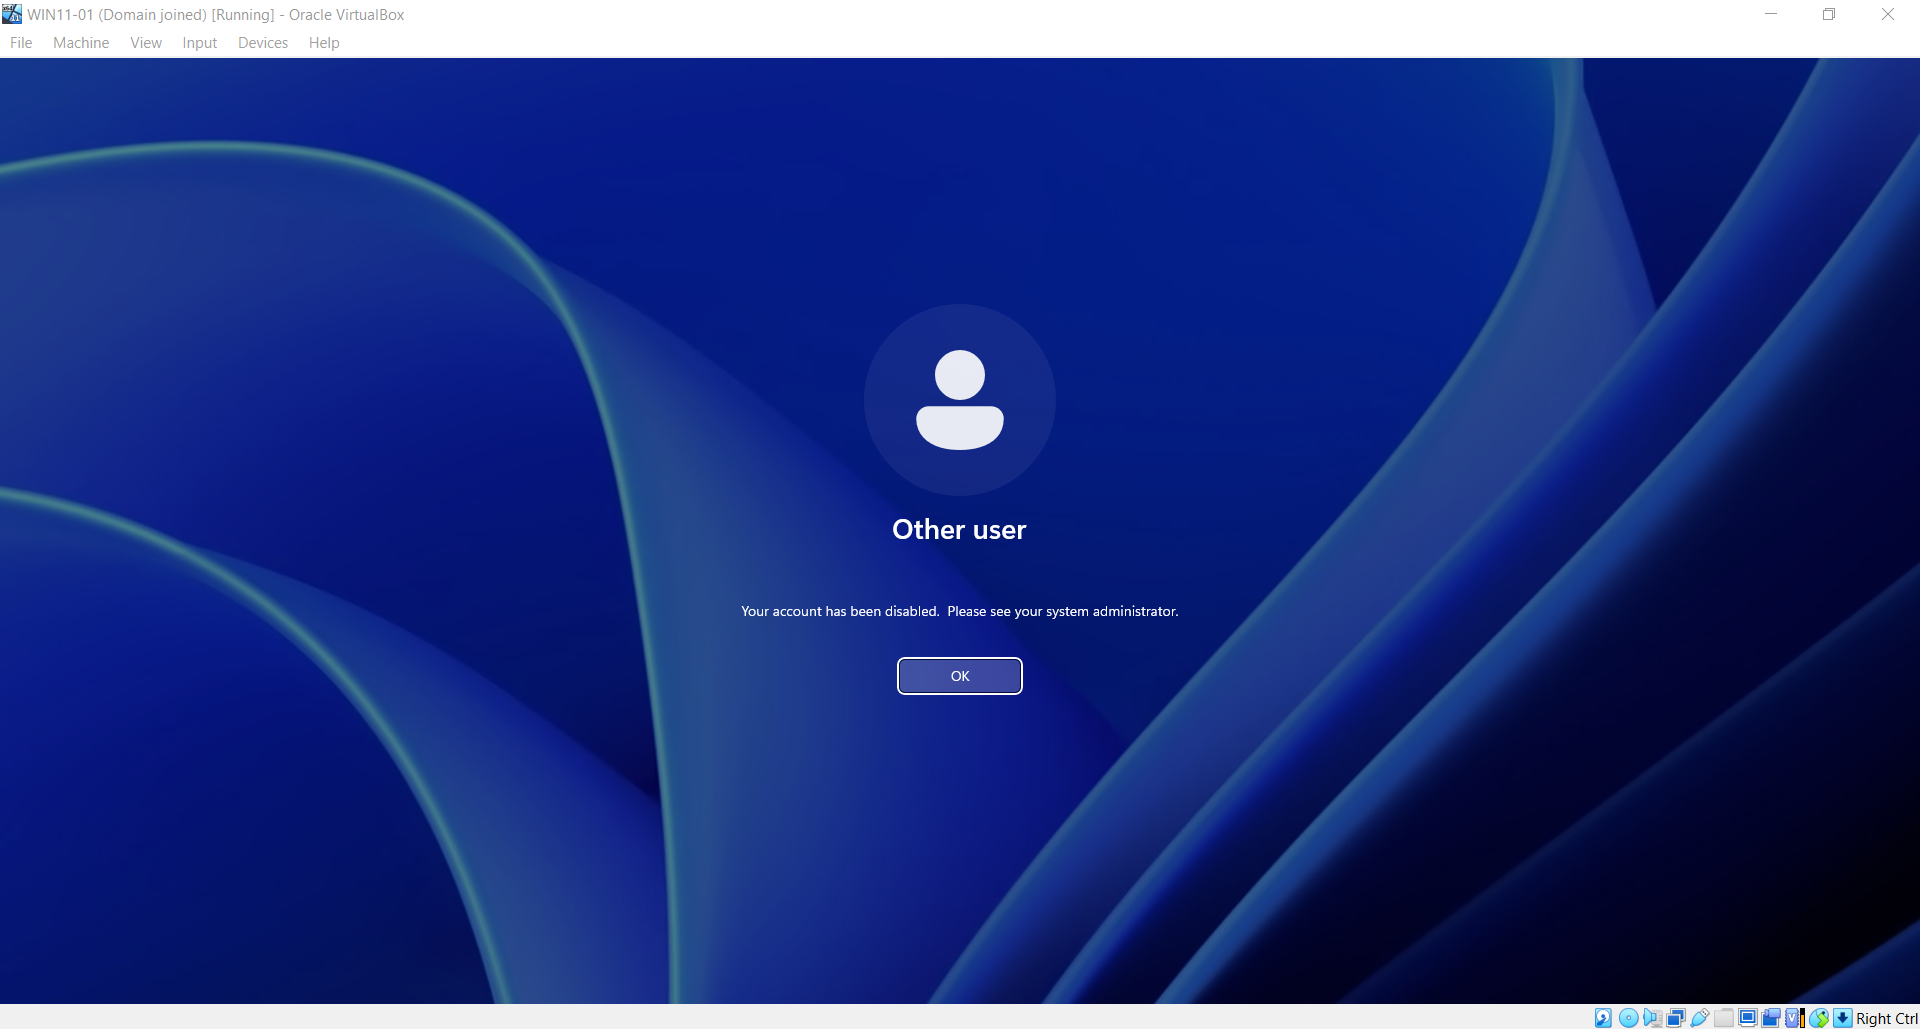 WIN11-01 (Domain joined) [Running] - Oracle VirtualBox
File Machine View Input Devices Help
Other user
Your account has been disabled.  Please see your system administrator.
OK
Right Ctrl